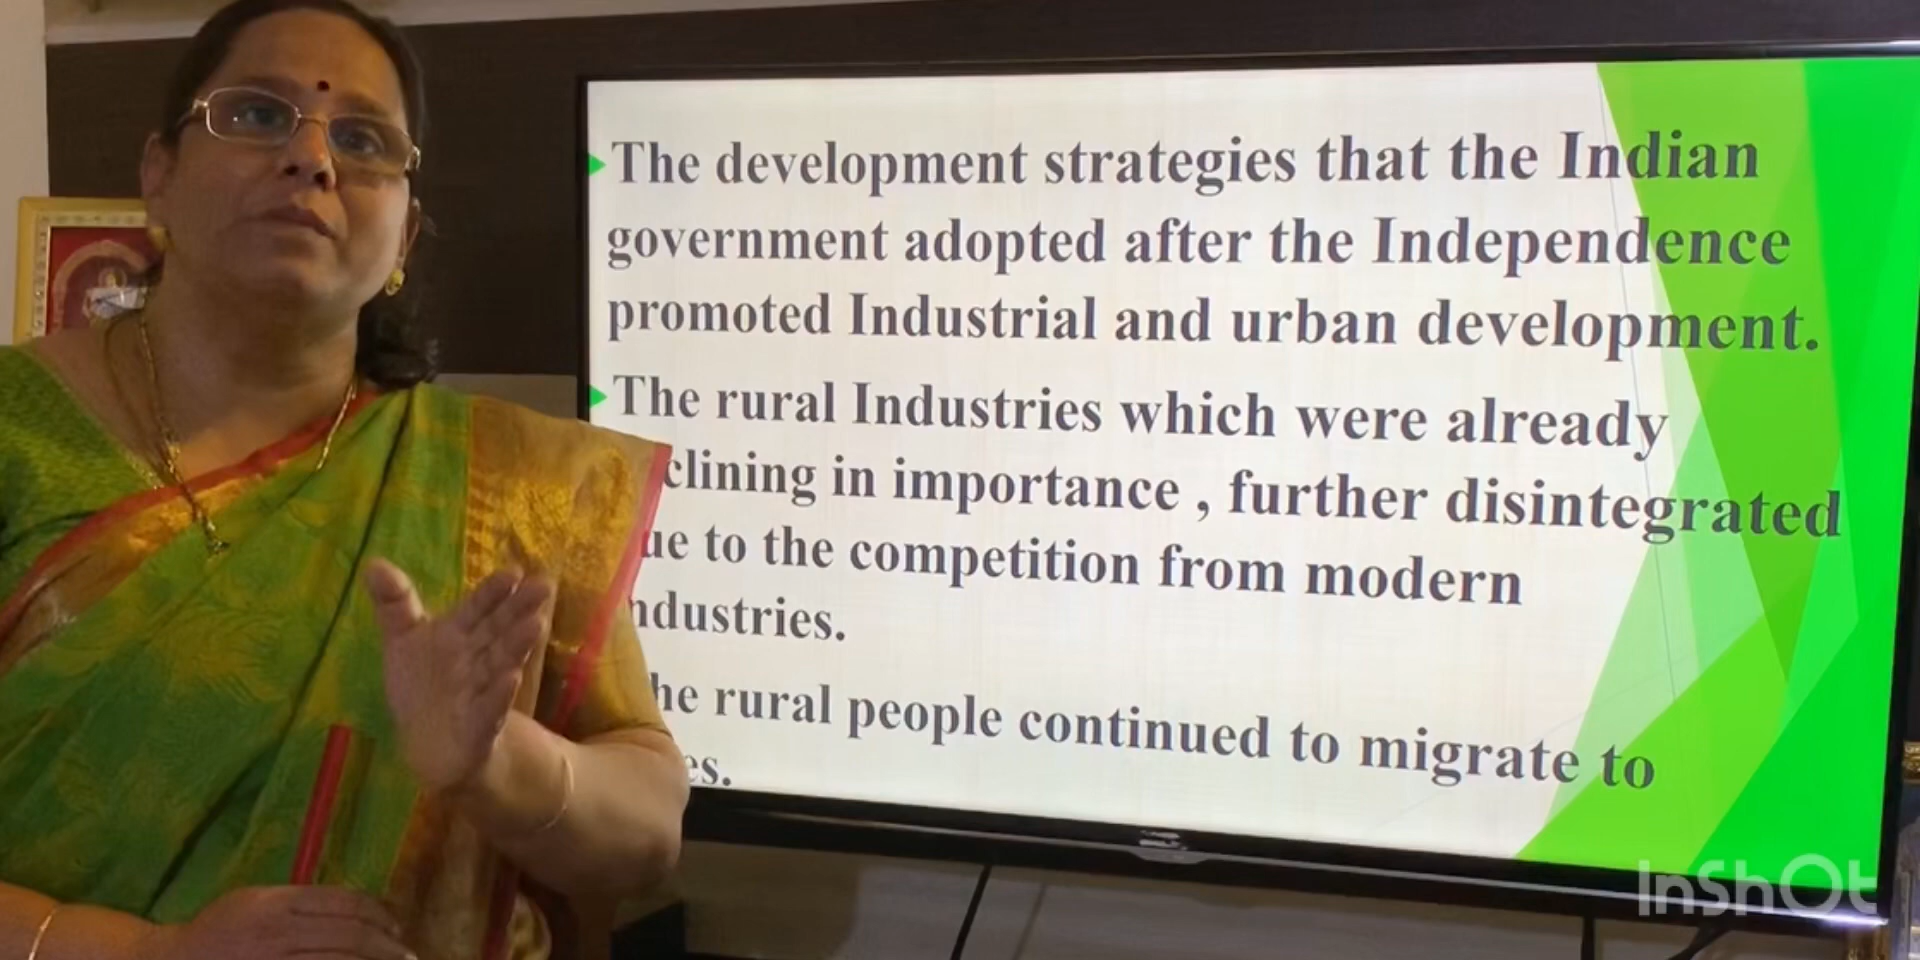 The development strategies that the Indian
government adopted after the Independence
promoted Industrial and urban development.
The rural Industries which were already
clining in importance , further disintegrated
ue to the competition from modern
ndustries.
he rural people continued to migrate to
es.
InShOt